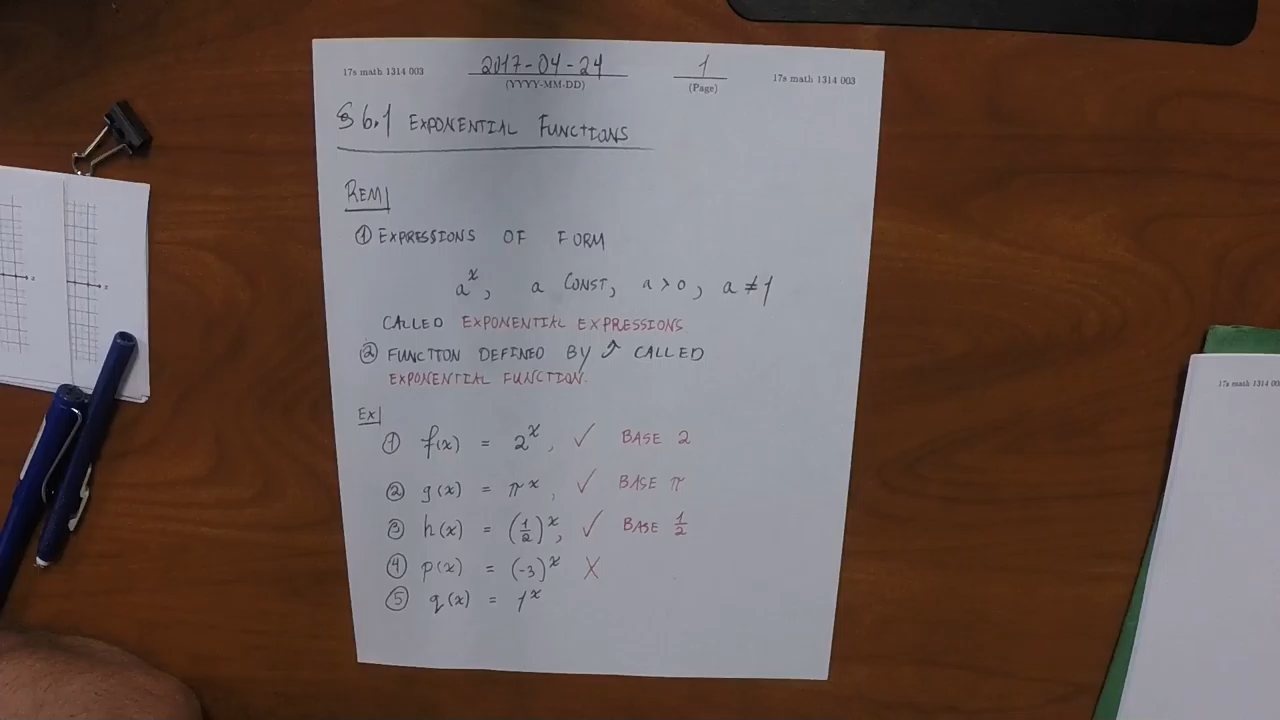 17s math 1314 003 2017-04-24 1 17s math 1314 003
(YYYY-MM-DD) (Page)
§ 6.1 EXPONENTIAL FUNCTIONS
REM
① EXPRESSIONS OF FORM
a^x, a CONST, a > 0, a ≠ 1
CALLED EXPONENTIAL EXPRESSIONS
② FUNCTION DEFINED BY ⤴ CALLED
EXPONENTIAL FUNCTION.
EX
① f(x) = 2^x, ✓ BASE 2
② g(x) = π^x, ✓ BASE π
③ h(x) = (1/2)^x, ✓ BASE 1/2
④ p(x) = (-3)^x X
⑤ q(x) = 1^x
17s math 1314 00